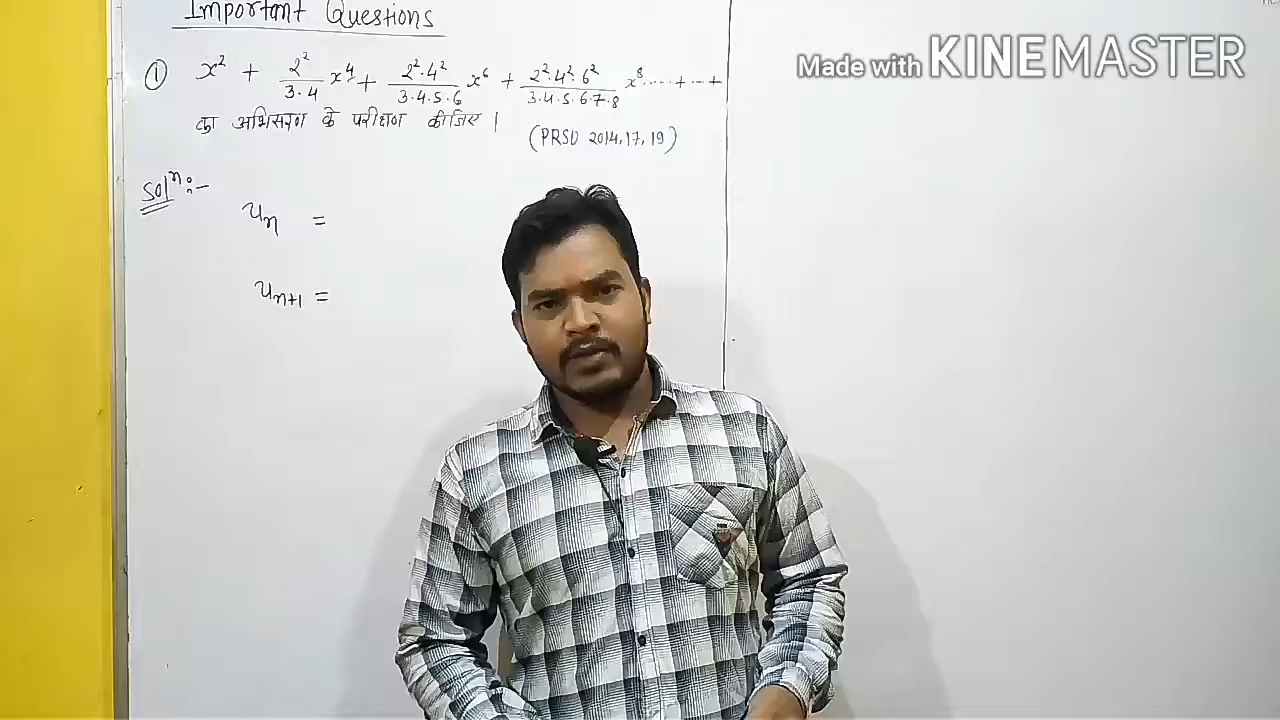 Important Questions
Made with KINEMASTER
① x² + 2²/3·4 x⁴ + 2²·4²/3·4·5·6 x⁶ + 2²·4²·6²/3·4·5·6·7·8 x⁸ ····· + ··· +
का अभिसरण के परीक्षण कीजिए।
(PRSU 2014,17,19)
Solⁿ:-
uₙ =
uₙ₊₁ =